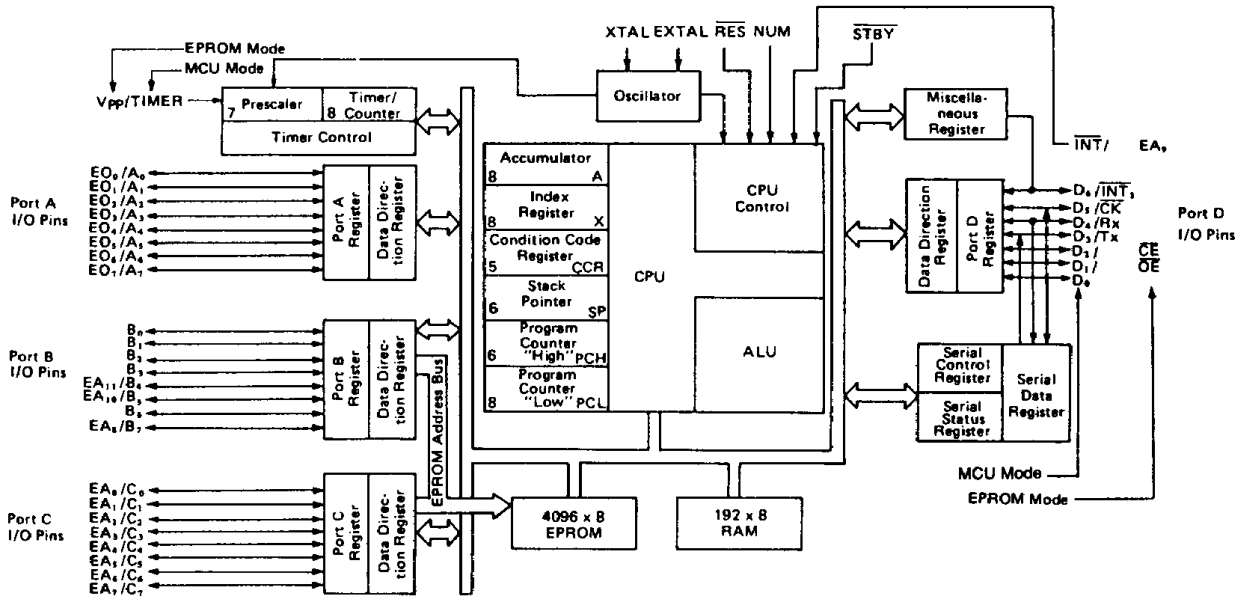 EPROM Mode
MCU Mode
VPP/TIMER
XTAL EXTAL RES NUM
STBY
Oscillator
Prescaler
7
Timer/
Counter
8
Timer Control
Miscella-
neous
Register
INT/ EA₉
Port A
I/O Pins
EO₀/A₀
EO₁/A₁
EO₂/A₂
EO₃/A₃
EO₄/A₄
EO₅/A₅
EO₆/A₆
EO₇/A₇
Port A
Register
Data Direc-
tion Register
Accumulator
8 A
Index
Register
8 X
Condition Code
Register
5 CCR
Stack
Pointer
6 SP
Program
Counter
6 "High" PCH
Program
Counter
8 "Low" PCL
CPU
CPU
Control
ALU
Data Direction
Register
Port D
Register
D₆/INT₂
D₅/CK
D₄/Rx
D₃/Tx
D₂/ CE
D₁/ OE
D₀
Port D
I/O Pins
Port B
I/O Pins
B₀
B₁
B₂
B₃
EA₁₁/B₄
EA₁₀/B₅
B₆
EA₈/B₇
Port B
Register
Data Direc-
tion Register
EPROM Address Bus
Serial
Control
Register
Serial
Status
Register
Serial
Data
Register
MCU Mode
EPROM Mode
Port C
I/O Pins
EA₀/C₀
EA₁/C₁
EA₂/C₂
EA₃/C₃
EA₄/C₄
EA₅/C₅
EA₆/C₆
EA₇/C₇
Port C
Register
Data Direc-
tion Register
4096 x 8
EPROM
192 x 8
RAM